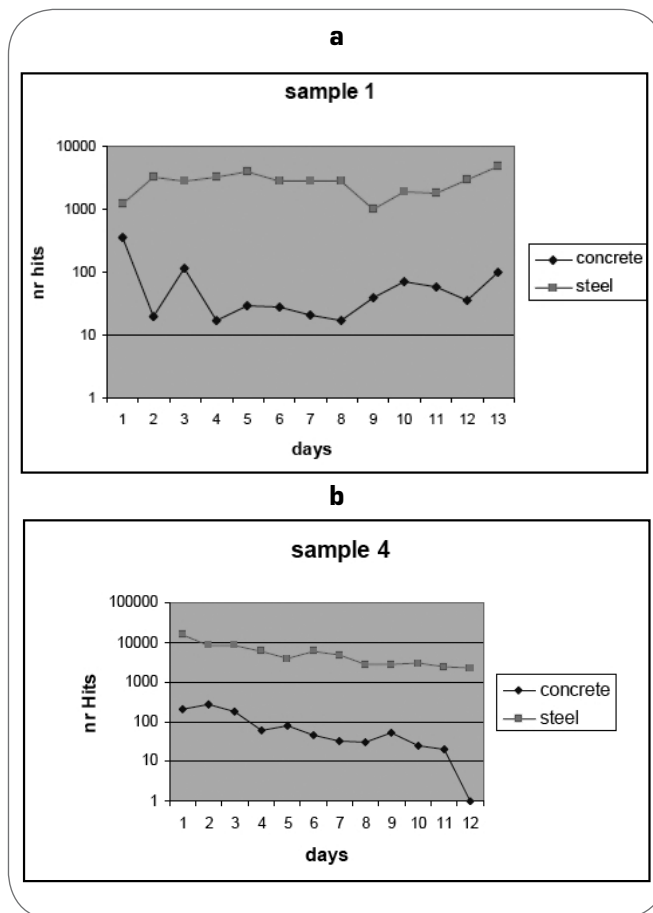 a
sample 1
10000
1000
100
10
1
nr hits
1 2 3 4 5 6 7 8 9 10 11 12 13
days
concrete
steel
b
sample 4
100000
10000
1000
100
10
1
nr Hits
1 2 3 4 5 6 7 8 9 10 11 12
days
concrete
steel